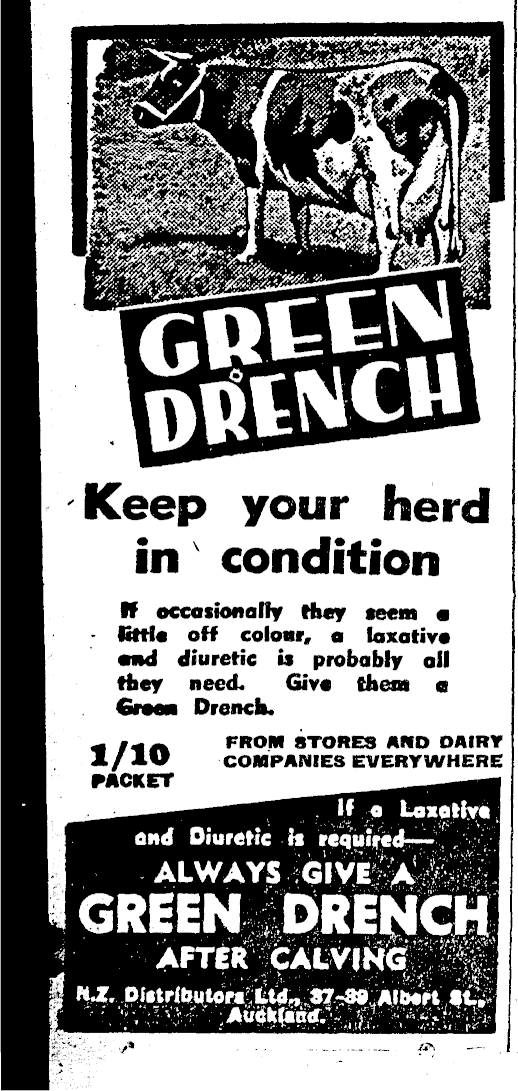 GREEN
DRENCH
Keep your herd
in condition
If occasionally they seem a
little off colour, a laxative
and diuretic is probably all
they need. Give them a
Green Drench.
1/10
PACKET
FROM STORES AND DAIRY
COMPANIES EVERYWHERE
If a Laxative
and Diuretic is required—
ALWAYS GIVE A
GREEN DRENCH
AFTER CALVING
N.Z. Distributors Ltd., 37-39 Albert St.,
Auckland.